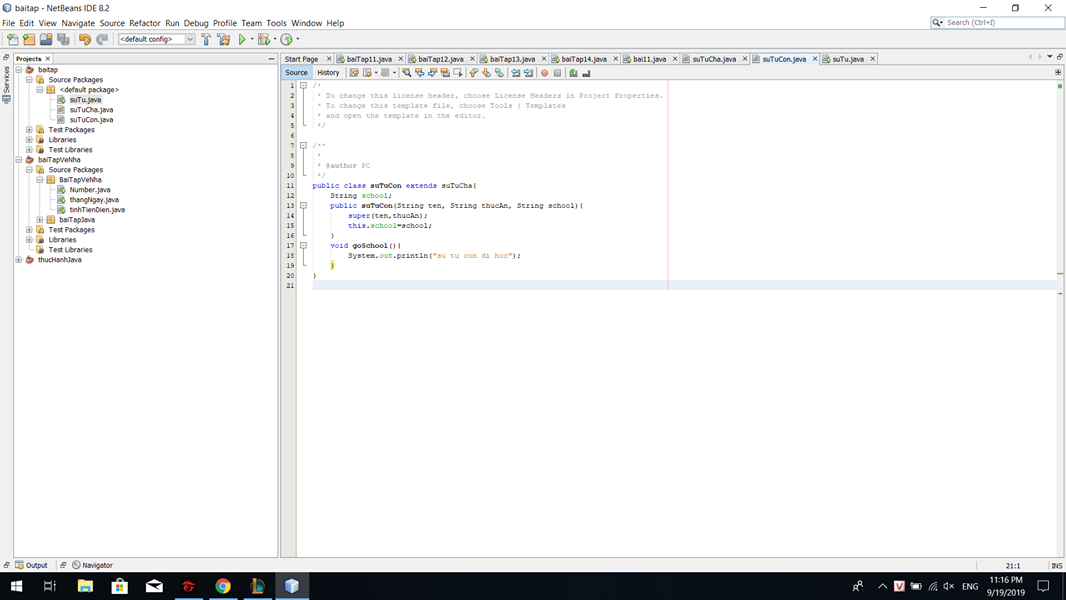 baitap - NetBeans IDE 8.2
File Edit View Navigate Source Refactor Run Debug Profile Team Tools Window Help
Search (Ctrl+I)
<default config>
Projects
Services
baitap
Source Packages
<default package>
suTu.java
suTuCha.java
suTuCon.java
Test Packages
Libraries
Test Libraries
baiTapVeNha
Source Packages
BaiTapVeNha
Number.java
thangNgay.java
tinhTienDien.java
baiTapJava
Test Packages
Libraries
Test Libraries
thucHanhJava
Start Page baiTap11.java baiTap12.java baiTap13.java baiTap14.java bai11.java suTuCha.java suTuCon.java suTu.java
Source History
1 /*
2 * To change this license header, choose License Headers in Project Properties.
3 * To change this template file, choose Tools | Templates
4 * and open the template in the editor.
5 */
6
7 /**
8 *
9 * @author PC
10 */
11 public class suTuCon extends suTuCha{
12 String school;
13 public suTuCon(String ten, String thucAn, String school){
14 super(ten,thucAn);
15 this.school=school;
16 }
17 void goSchool(){
18 System.out.println("su tu con di hoc");
19 }
20 }
21
Output Navigator
21:1 INS
ENG
11:16 PM
9/19/2019